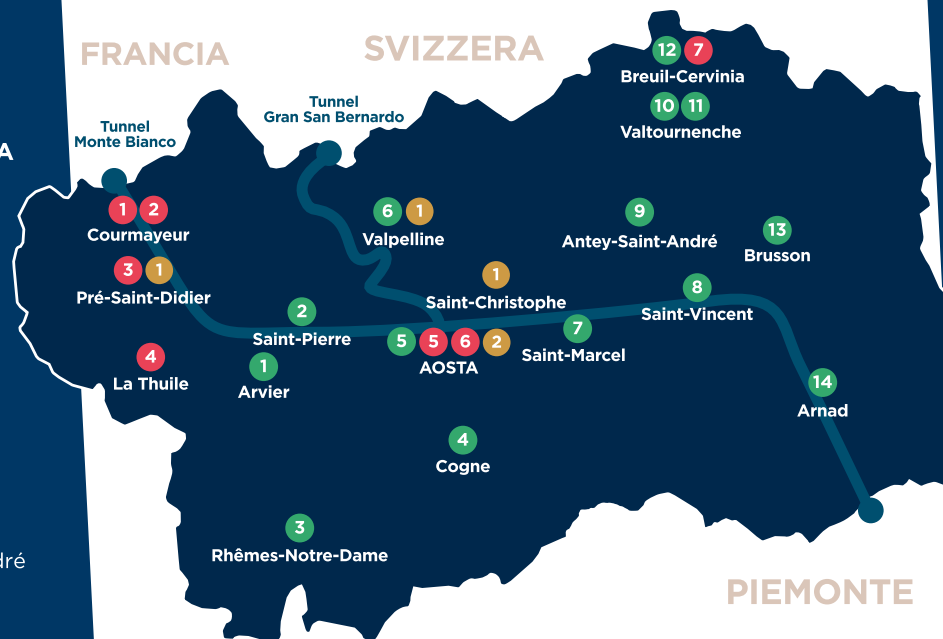 FRANCIA
SVIZZERA
Tunnel
Gran San Bernardo
Tunnel
Monte Bianco
A
12 7
Breuil-Cervinia
10 11
Valtournenche
1 2
Courmayeur
6 1
Valpelline
9
Antey-Saint-André
13
Brusson
3 1
Pré-Saint-Didier
1
Saint-Christophe
8
Saint-Vincent
2
Saint-Pierre
5 5 6 2
AOSTA
7
Saint-Marcel
4
La Thuile
1
Arvier
14
Arnad
4
Cogne
3
Rhêmes-Notre-Dame
dré
PIEMONTE